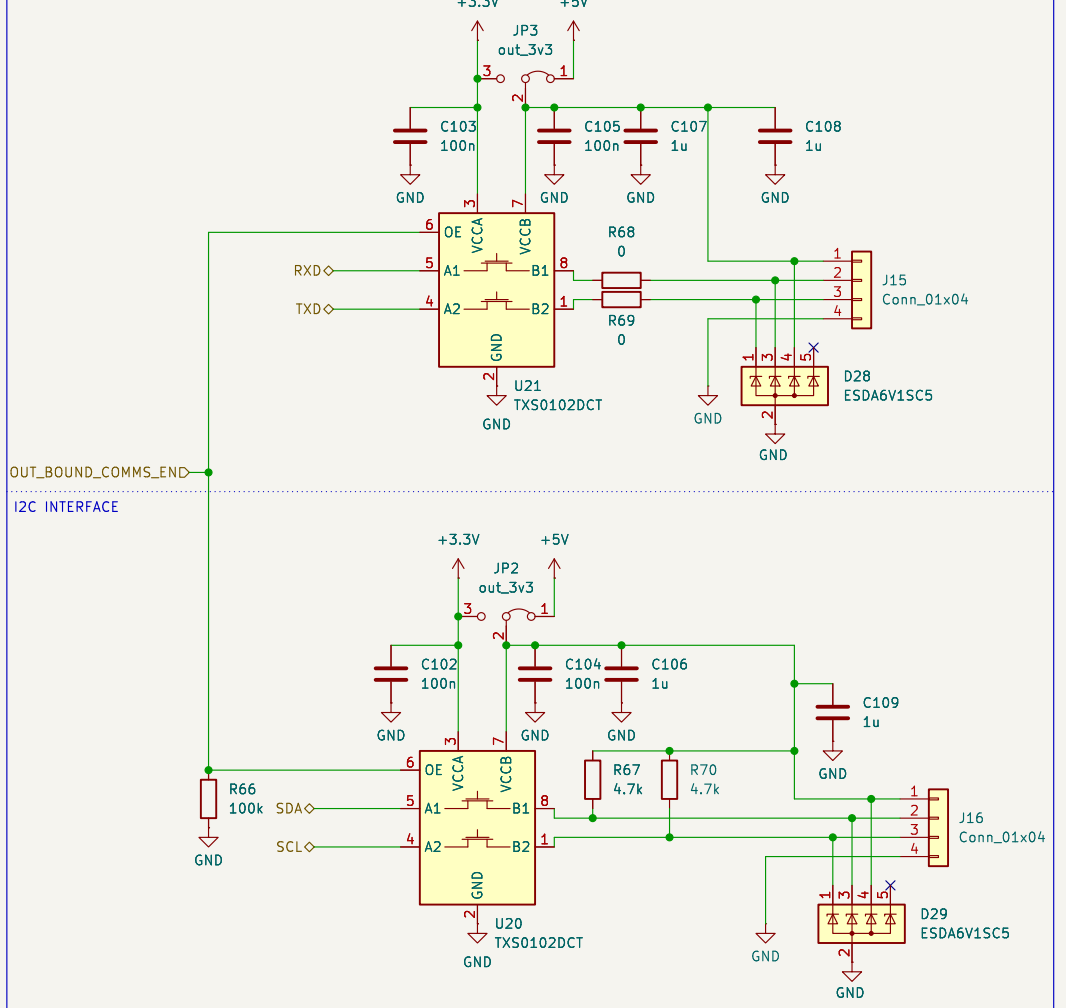 +3.3V
+5V
JP3
out_3v3
3
1
2
C103
100n
C105
100n
C107
1u
C108
1u
GND
GND
GND
GND
3
7
6
OE
VCCA
VCCB
R68
0
RXD
5
A1
B1
8
TXD
4
A2
B2
1
R69
0
GND
2
U21
TXS0102DCT
GND
1
2
3
4
J15
Conn_01x04
1
3
4
5
D28
ESDA6V1SC5
2
GND
GND
OUT_BOUND_COMMS_EN
I2C INTERFACE
+3.3V
+5V
JP2
out_3v3
3
1
2
C102
100n
C104
100n
C106
1u
C109
1u
GND
GND
GND
GND
3
7
6
OE
VCCA
VCCB
R67
4.7k
R70
4.7k
R66
100k
GND
SDA
5
A1
B1
8
SCL
4
A2
B2
1
GND
2
U20
TXS0102DCT
GND
1
2
3
4
J16
Conn_01x04
1
3
4
5
D29
ESDA6V1SC5
2
GND
GND